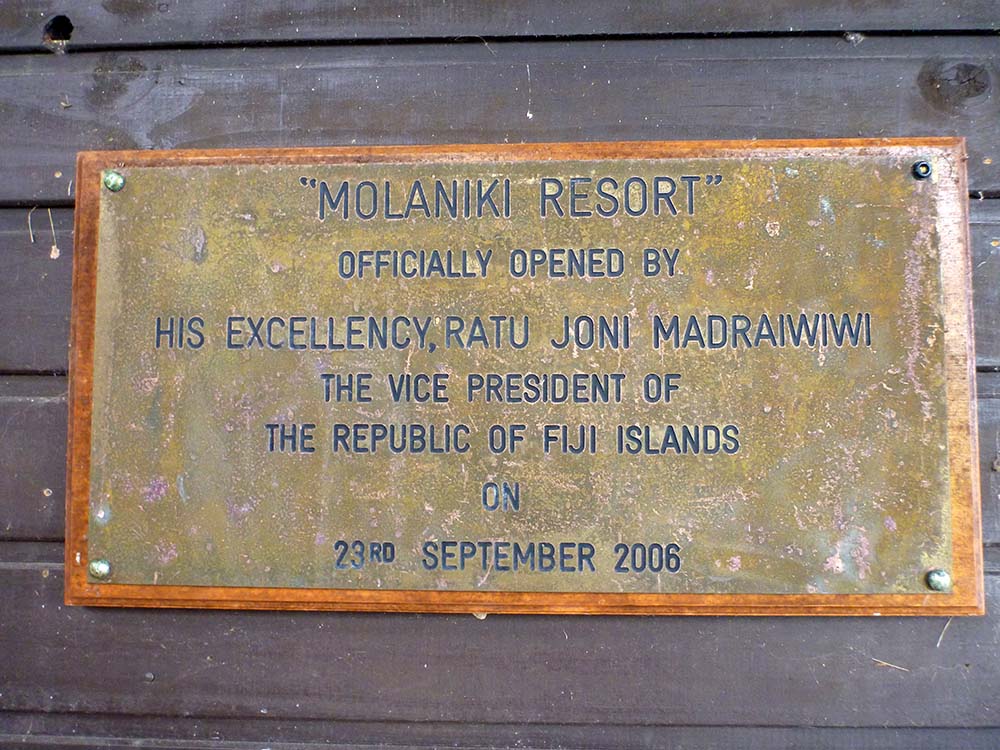 “MOLANIKI RESORT”
OFFICIALLY OPENED BY
HIS EXCELLENCY, RATU JONI MADRAIWIWI
THE VICE PRESIDENT OF
THE REPUBLIC OF FIJI ISLANDS
ON
23RD SEPTEMBER 2006